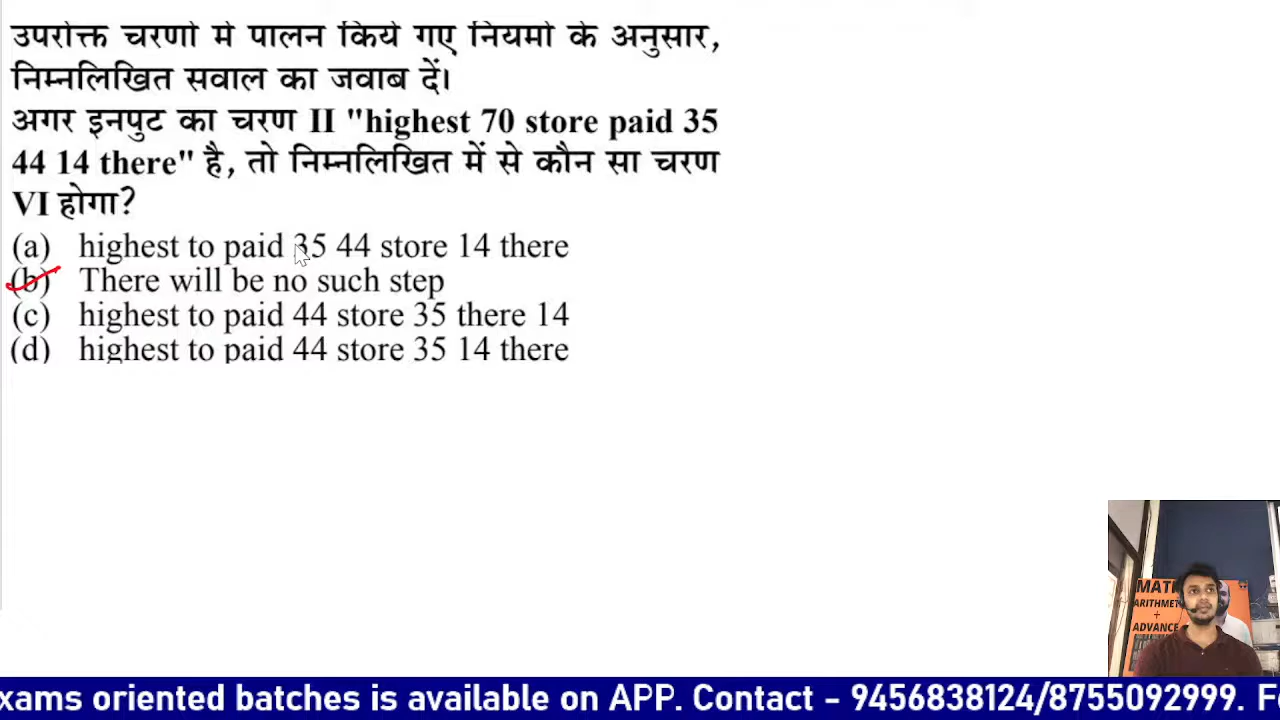 उपरोक्त चरणों में पालन किये गए नियमों के अनुसार,
निम्नलिखित सवाल का जवाब दें।
अगर इनपुट का चरण II "highest 70 store paid 35
44 14 there" है, तो निम्नलिखित में से कौन सा चरण
VI होगा?
(a) highest to paid 35 44 store 14 there
(b) There will be no such step
(c) highest to paid 44 store 35 there 14
(d) highest to paid 44 store 35 14 there
MATH
ARITHMET
+
ADVANCE
xams oriented batches is available on APP. Contact - 9456838124/8755092999. F